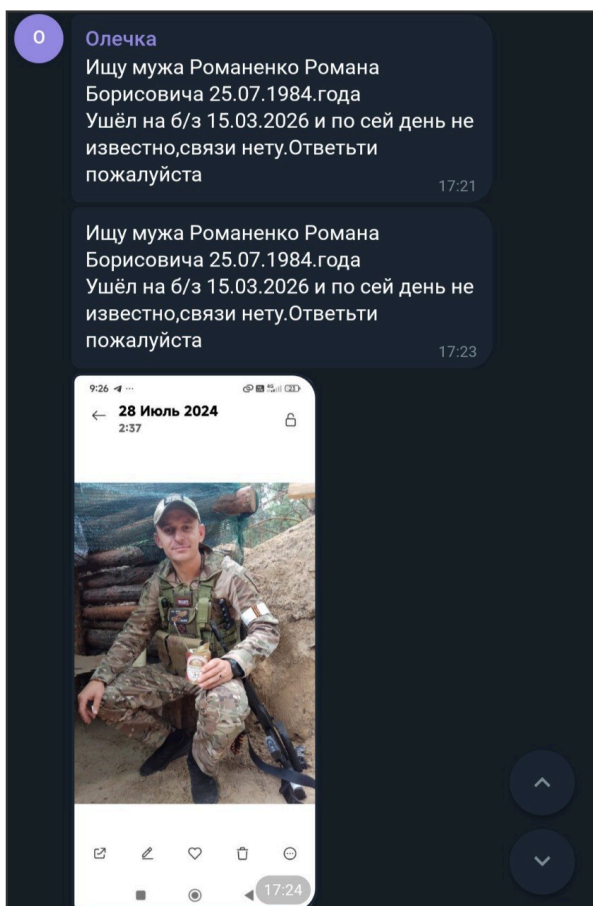 О
Олечка
Ищу мужа Романенко Романа
Борисовича 25.07.1984.года
Ушёл на б/з 15.03.2026 и по сей день не
известно,связи нету.Ответьти
пожалуйста
17:21
Ищу мужа Романенко Романа
Борисовича 25.07.1984.года
Ушёл на б/з 15.03.2026 и по сей день не
известно,связи нету.Ответьти
пожалуйста
17:23
9:26
28 Июль 2024
2:37
17:24